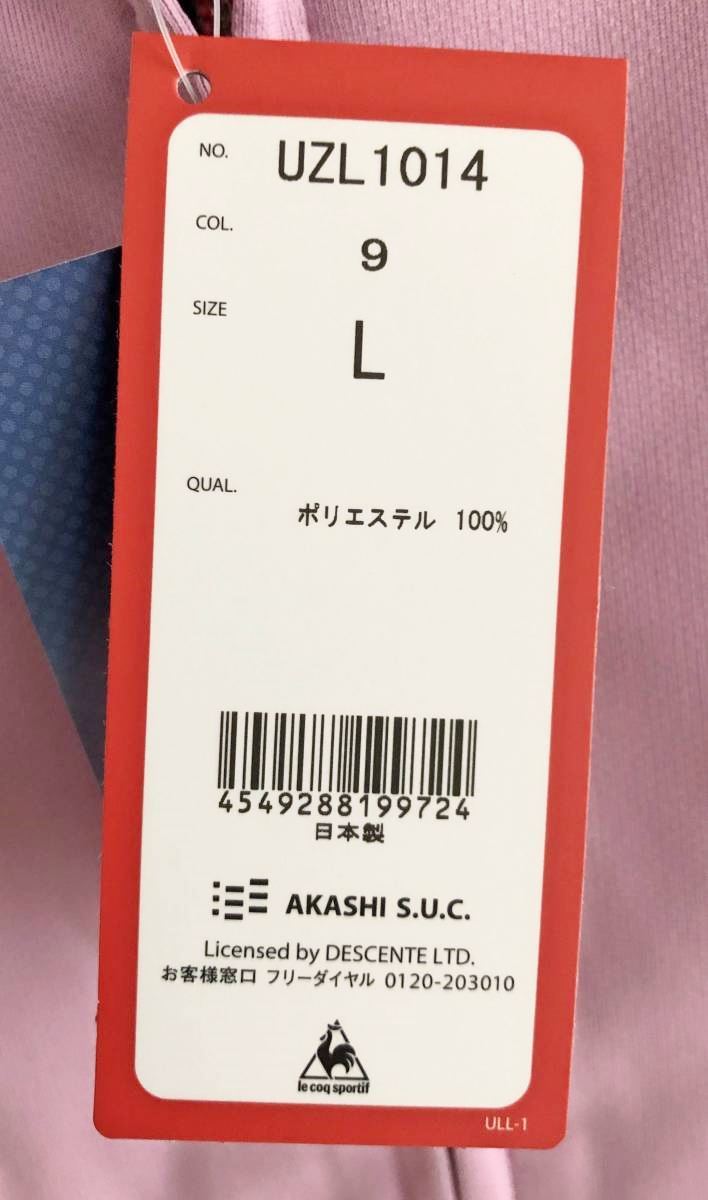 NO. UZL1014
COL. 9
SIZE L
QUAL.
ポリエステル 100%
4549288199724
日本製
AKASHI S.U.C.
Licensed by DESCENTE LTD.
お客様窓口 フリーダイヤル 0120-203010
le coq sportif
ULL-1